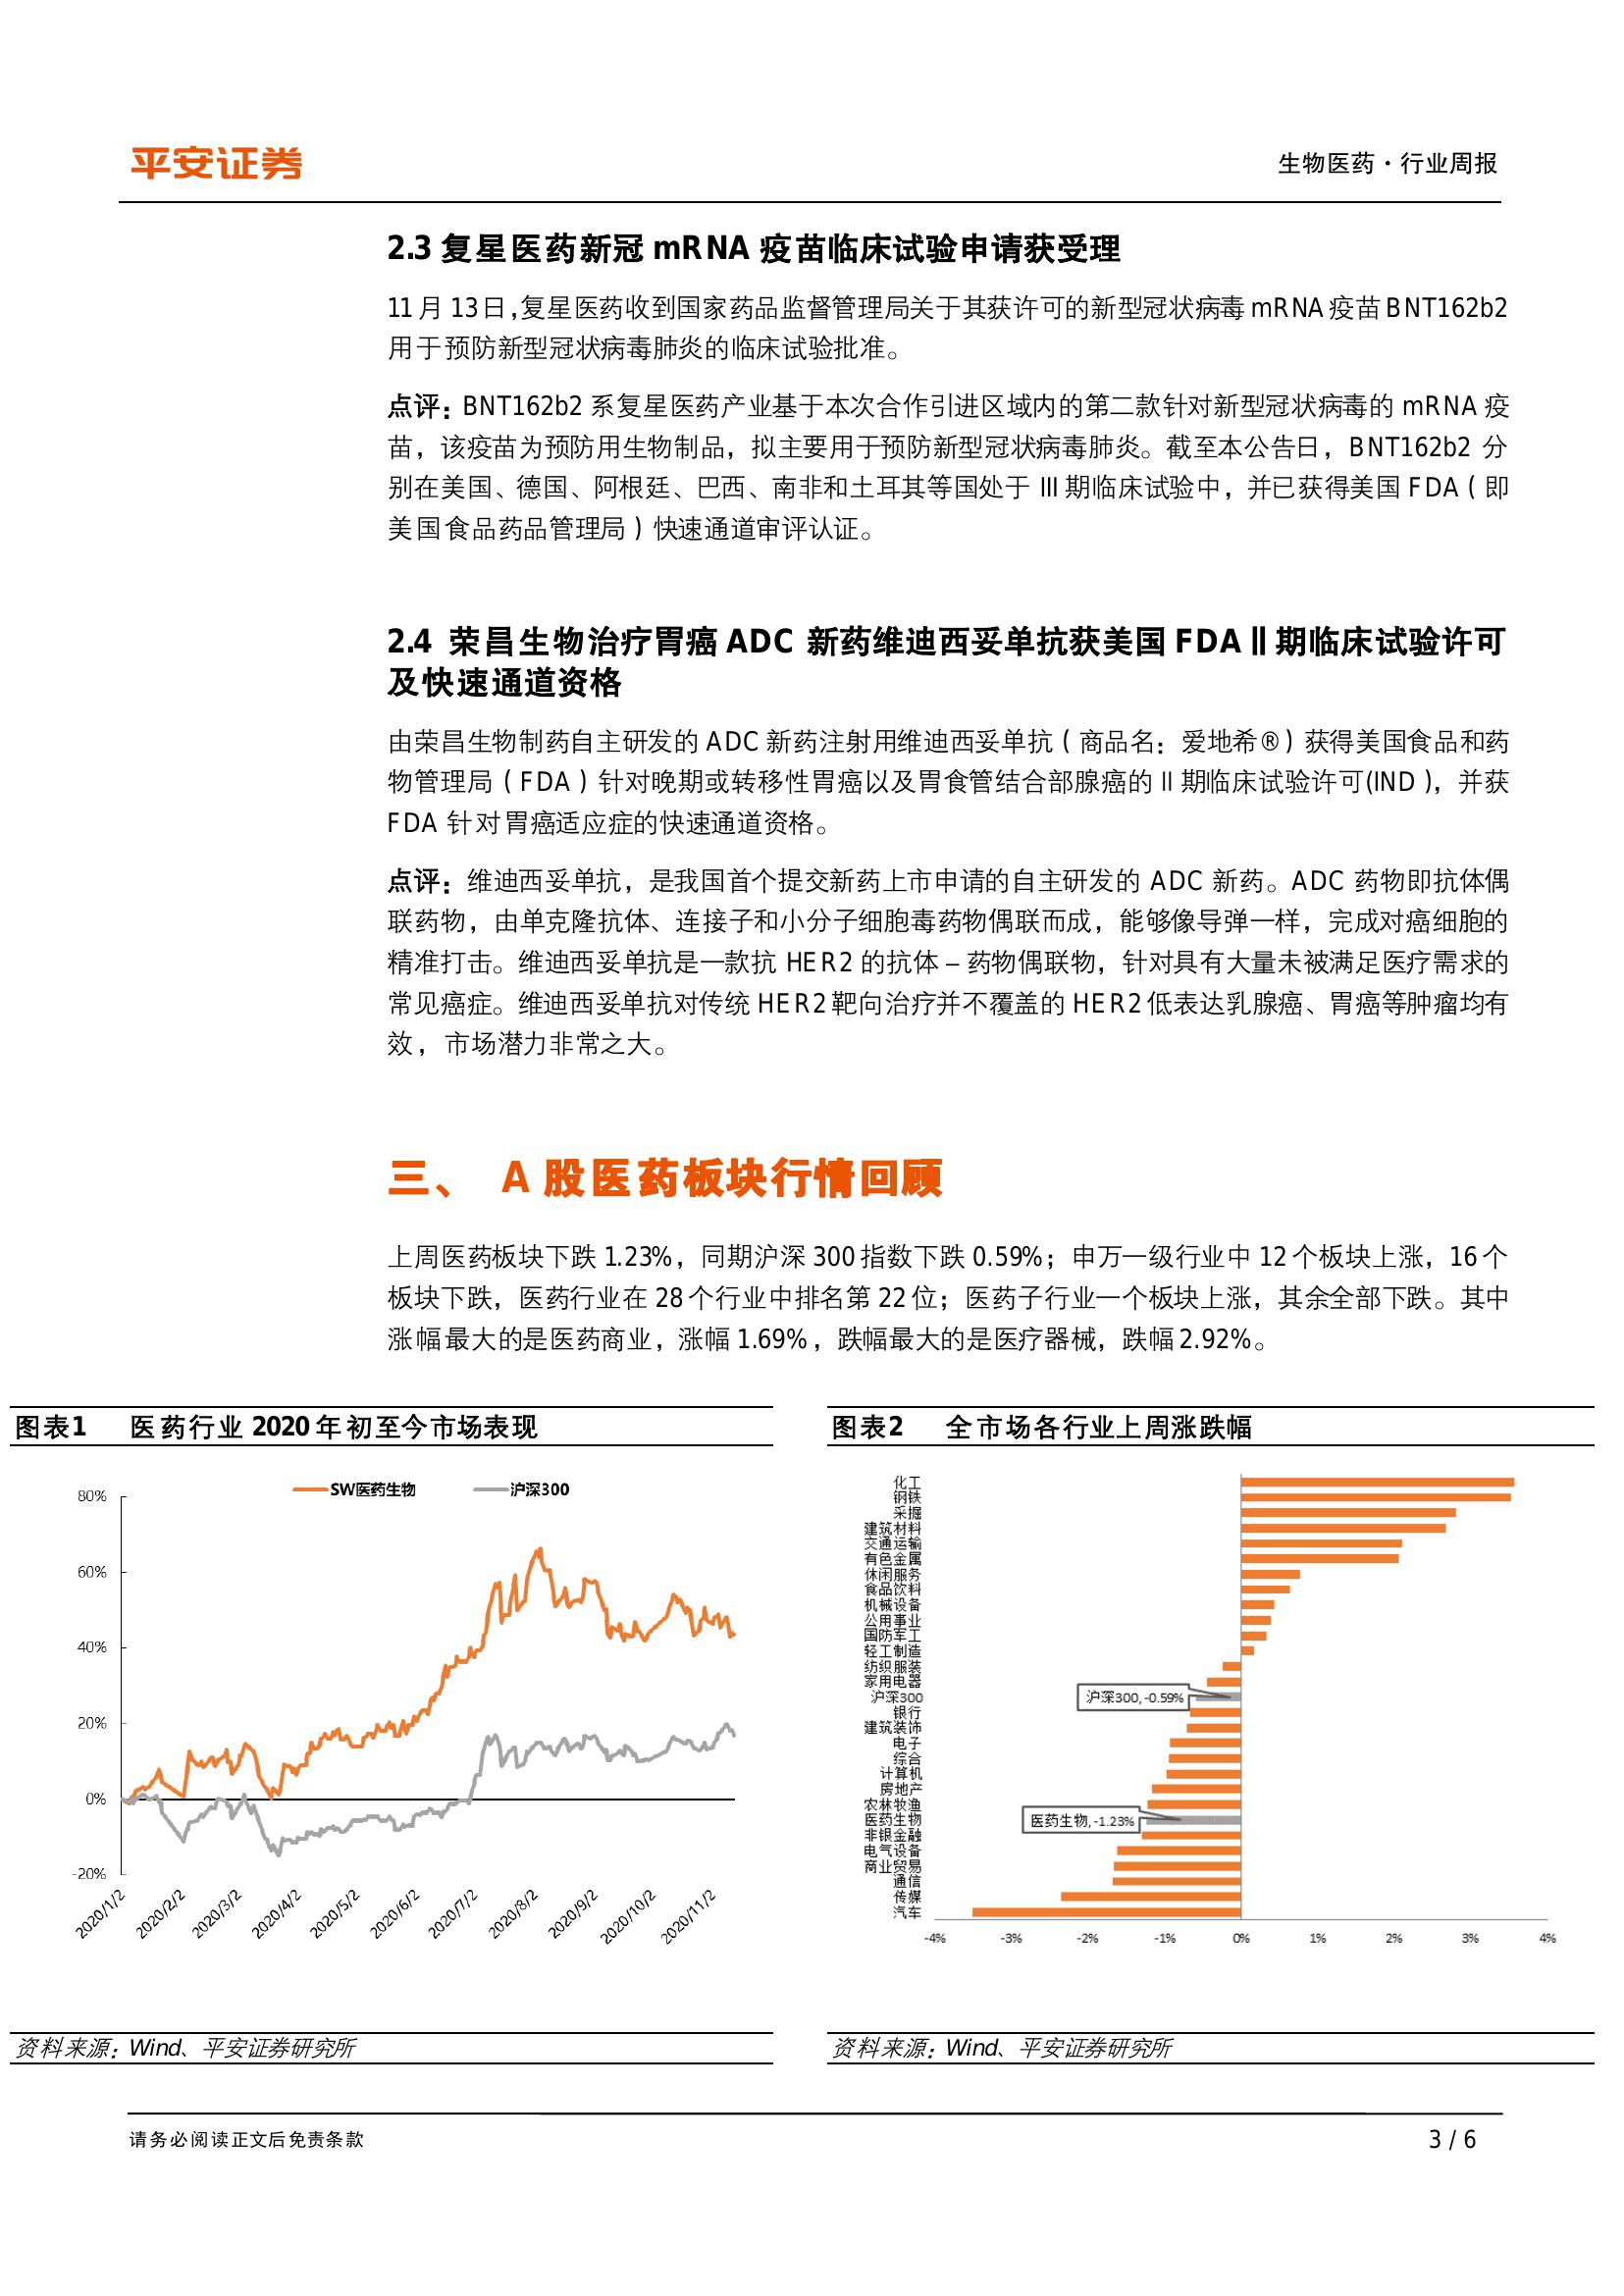 平安证券
生物医药·行业周报
2.3 复星医药新冠 mRNA 疫苗临床试验申请获受理
11 月 13 日,复星医药收到国家药品监督管理局关于其获许可的新型冠状病毒 mRNA 疫苗 BNT162b2
用于预防新型冠状病毒肺炎的临床试验批准。
点评：BNT162b2 系复星医药产业基于本次合作引进区域内的第二款针对新型冠状病毒的 mRNA 疫
苗，该疫苗为预防用生物制品，拟主要用于预防新型冠状病毒肺炎。截至本公告日，BNT162b2 分
别在美国、德国、阿根廷、巴西、南非和土耳其等国处于 III 期临床试验中，并已获得美国 FDA（即
美国食品药品管理局）快速通道审评认证。
2.4 荣昌生物治疗胃癌 ADC 新药维迪西妥单抗获美国 FDA II 期临床试验许可
及快速通道资格
由荣昌生物制药自主研发的 ADC 新药注射用维迪西妥单抗（商品名：爱地希®）获得美国食品和药
物管理局（FDA）针对晚期或转移性胃癌以及胃食管结合部腺癌的 II 期临床试验许可(IND )，并获
FDA 针对胃癌适应症的快速通道资格。
点评：维迪西妥单抗，是我国首个提交新药上市申请的自主研发的 ADC 新药。ADC 药物即抗体偶
联药物，由单克隆抗体、连接子和小分子细胞毒药物偶联而成，能够像导弹一样，完成对癌细胞的
精准打击。维迪西妥单抗是一款抗 HER2 的抗体 – 药物偶联物，针对具有大量未被满足医疗需求的
常见癌症。维迪西妥单抗对传统 HER2 靶向治疗并不覆盖的 HER2 低表达乳腺癌、胃癌等肿瘤均有
效，市场潜力非常之大。
三、 A 股医药板块行情回顾
上周医药板块下跌 1.23%，同期沪深 300 指数下跌 0.59%；申万一级行业中 12 个板块上涨，16 个
板块下跌，医药行业在 28 个行业中排名第 22 位；医药子行业一个板块上涨，其余全部下跌。其中
涨幅最大的是医药商业，涨幅 1.69%，跌幅最大的是医疗器械，跌幅 2.92%。
图表1 医药行业 2020 年初至今市场表现
SW医药生物 沪深300
80%
60%
40%
20%
0%
-20%
2020/1/2 2020/2/2 2020/3/2 2020/4/2 2020/5/2 2020/6/2 2020/7/2 2020/8/2 2020/9/2 2020/10/2 2020/11/2
资料来源：Wind、平安证券研究所
图表2 全市场各行业上周涨跌幅
化工
钢铁
采掘
建筑材料
交通运输
有色金属
休闲服务
食品饮料
机械设备
公用事业
国防军工
轻工制造
纺织服装
家用电器
沪深300 沪深300, -0.59%
银行
建筑装饰
电子
综合
计算机
房地产
农林牧渔
医药生物 医药生物, -1.23%
非银金融
电气设备
商业贸易
通信
传媒
汽车
-4% -3% -2% -1% 0% 1% 2% 3% 4%
资料来源：Wind、平安证券研究所
请务必阅读正文后免责条款
3 / 6